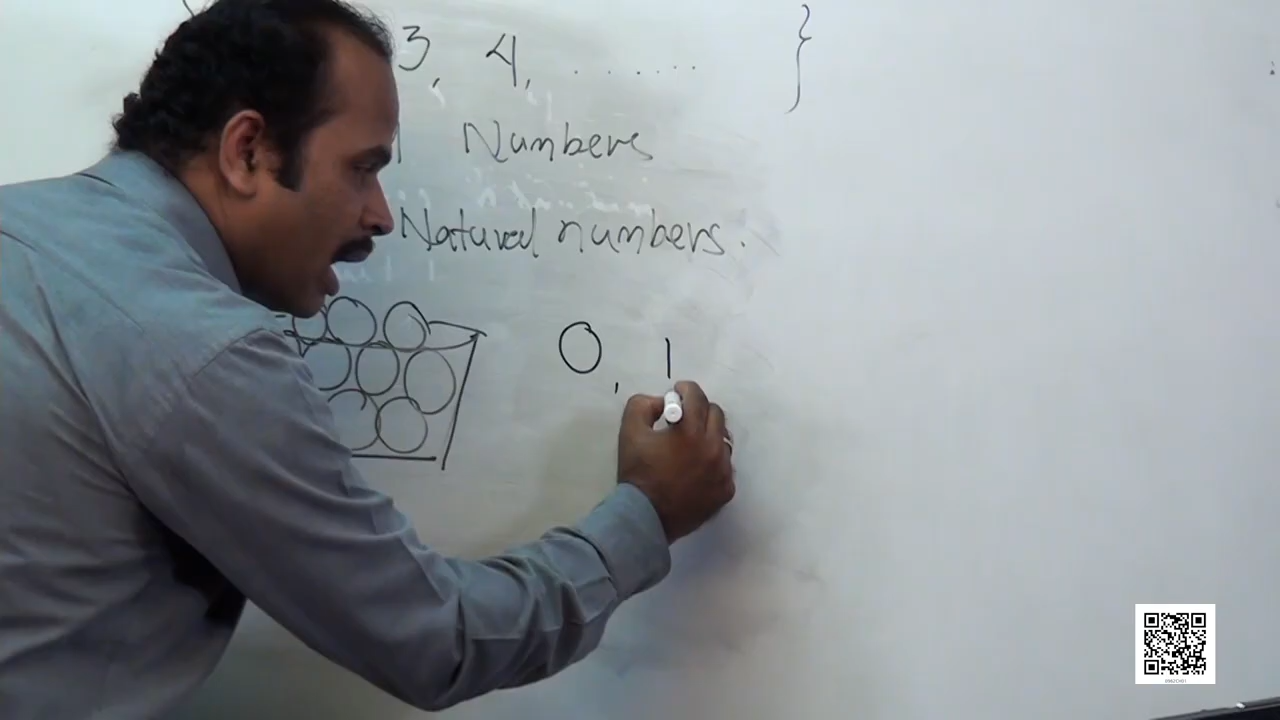 3, 4, ....... }
Numbers
Natural numbers.
0, 1